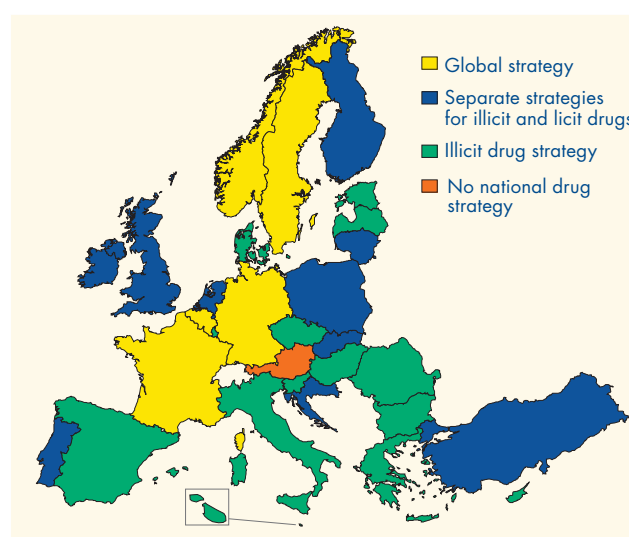 Global strategy
Separate strategies
for illicit and licit drugs
Illicit drug strategy
No national drug
strategy